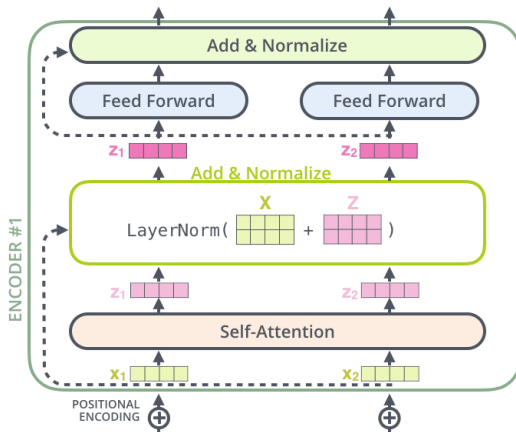 Add & Normalize
Feed Forward Feed Forward
z1 z2
Add & Normalize
X Z
LayerNorm( + )
z1 z2
Self-Attention
x1 x2
ENCODER #1
POSITIONAL
ENCODING